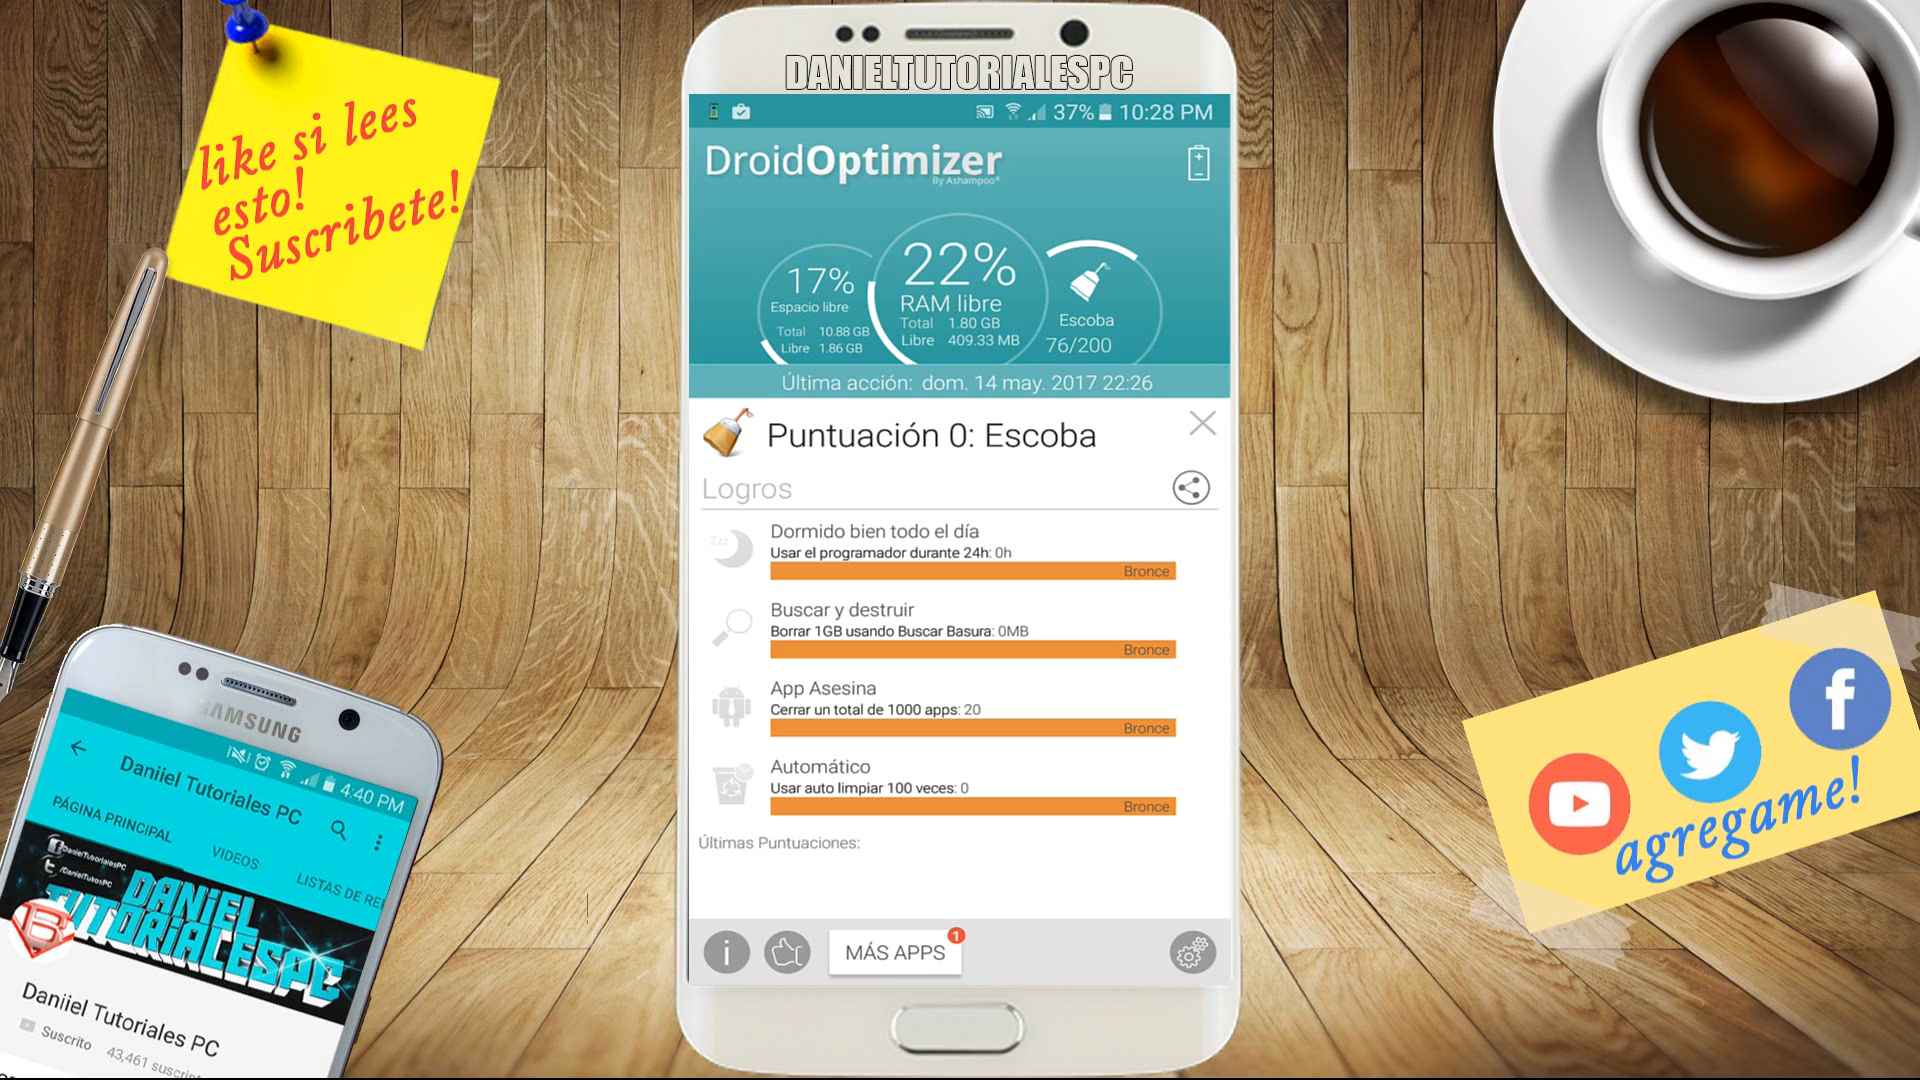 like si lees
esto!
Suscribete!
DANIELTUTORIALESPC
37% 10:28 PM
DroidOptimizer
By Ashampoo®
17%
Espacio libre
Total 10.88 GB
Libre 1.86 GB
22%
RAM libre
Total 1.80 GB
Libre 409.33 MB
Escoba
76/200
Última acción: dom. 14 may. 2017 22:26
Puntuación 0: Escoba
Logros
Zzz
Dormido bien todo el día
Usar el programador durante 24h: 0h
Bronce
Buscar y destruir
Borrar 1GB usando Buscar Basura: 0MB
Bronce
App Asesina
Cerrar un total de 1000 apps: 20
Bronce
Automático
Usar auto limpiar 100 veces: 0
Bronce
Últimas Puntuaciones:
MÁS APPS
1
SAMSUNG
4:40 PM
Daniiel Tutoriales PC
PÁGINA PRINCIPAL
VIDEOS
LISTAS DE RE
/DanielTutorialesPC
/DanielTutosPC
DANIEL
TUTORIALESPC
Daniiel Tutoriales PC
Suscrito 43,461 suscript
agregame!